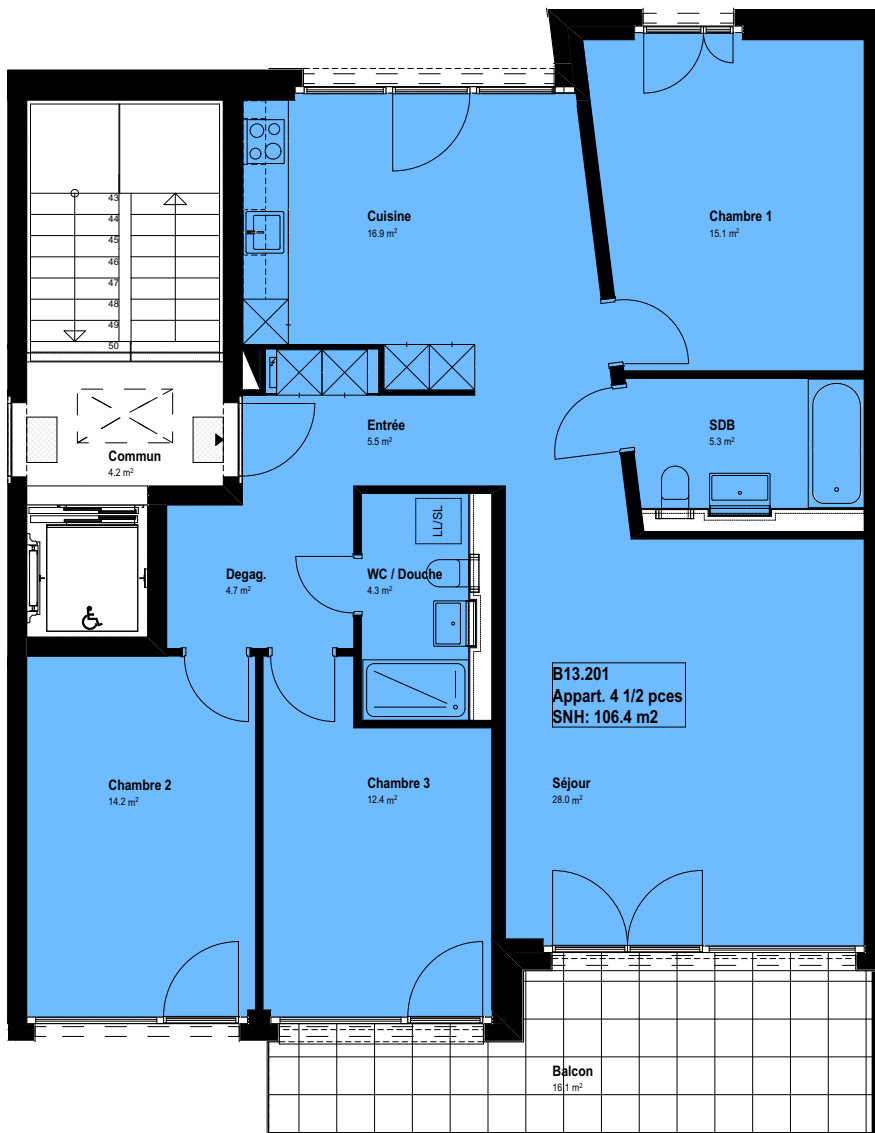 43
44
45
46
47
48
49
50
Cuisine
16.9 m²
Chambre 1
15.1 m²
Commun
4.2 m²
Entrée
5.5 m²
SDB
5.3 m²
LL/SL
Degag.
4.7 m²
WC / Douche
4.3 m²
B13.201
Appart. 4 1/2 pces
SNH: 106.4 m2
Chambre 2
14.2 m²
Chambre 3
12.4 m²
Séjour
28.0 m²
Balcon
16.1 m²